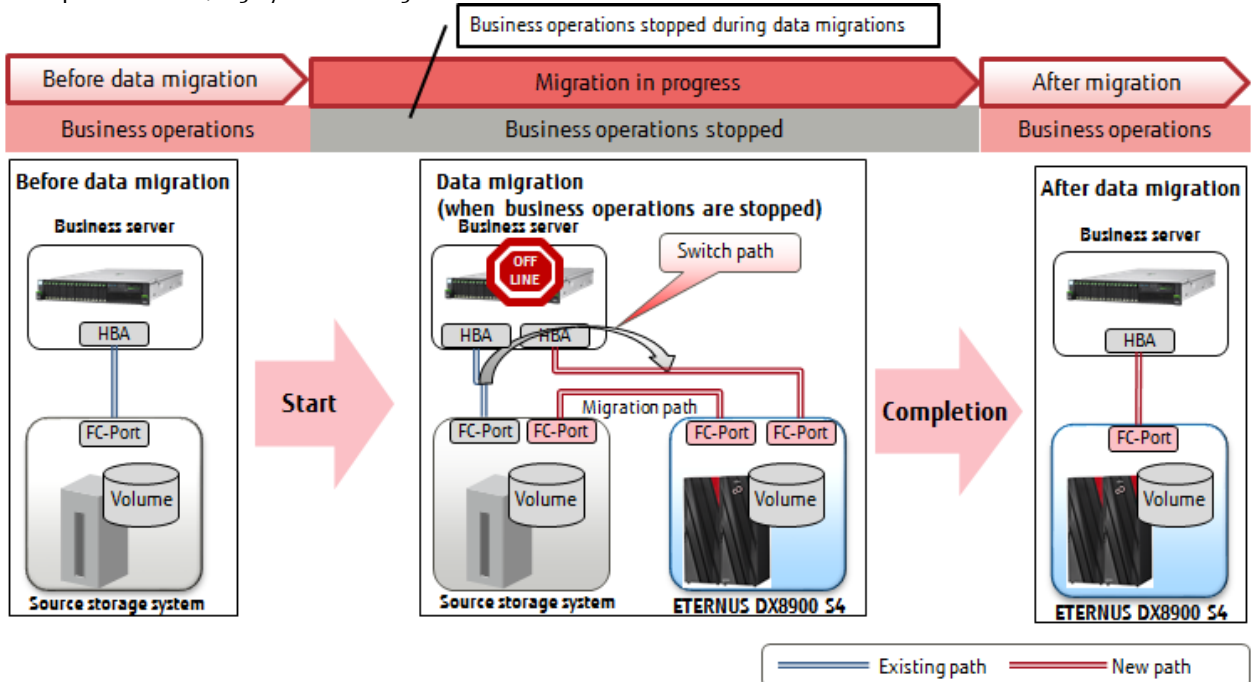 Business operations stopped during data migrations
Before data migration
Migration in progress
After migration
Business operations
Business operations stopped
Business operations
Before data migration
Business server
HBA
FC-Port
Volume
Source storage system
Start
Data migration
(when business operations are stopped)
Business server
OFF
LINE
Switch path
HBA
HBA
Migration path
FC-Port
FC-Port
FC-Port
FC-Port
Volume
Volume
Source storage system
ETERNUS DX8900 S4
Completion
After data migration
Business server
HBA
FC-Port
Volume
ETERNUS DX8900 S4
Existing path
New path